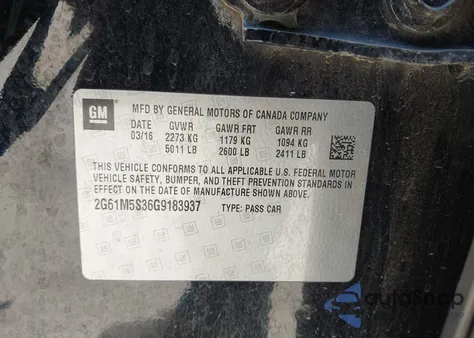 GM
MFD BY GENERAL MOTORS OF CANADA COMPANY
DATE GVWR GAWR FRT GAWR RR
03/16 2273 KG 1179 KG 1094 KG
5011 LB 2600 LB 2411 LB
THIS VEHICLE CONFORMS TO ALL APPLICABLE U.S. FEDERAL MOTOR
VEHICLE SAFETY, BUMPER, AND THEFT PREVENTION STANDARDS IN
EFFECT ON THE DATE OF MANUFACTURE SHOWN ABOVE.
2G61M5S36G9183937 TYPE: PASS CAR
autoSnap